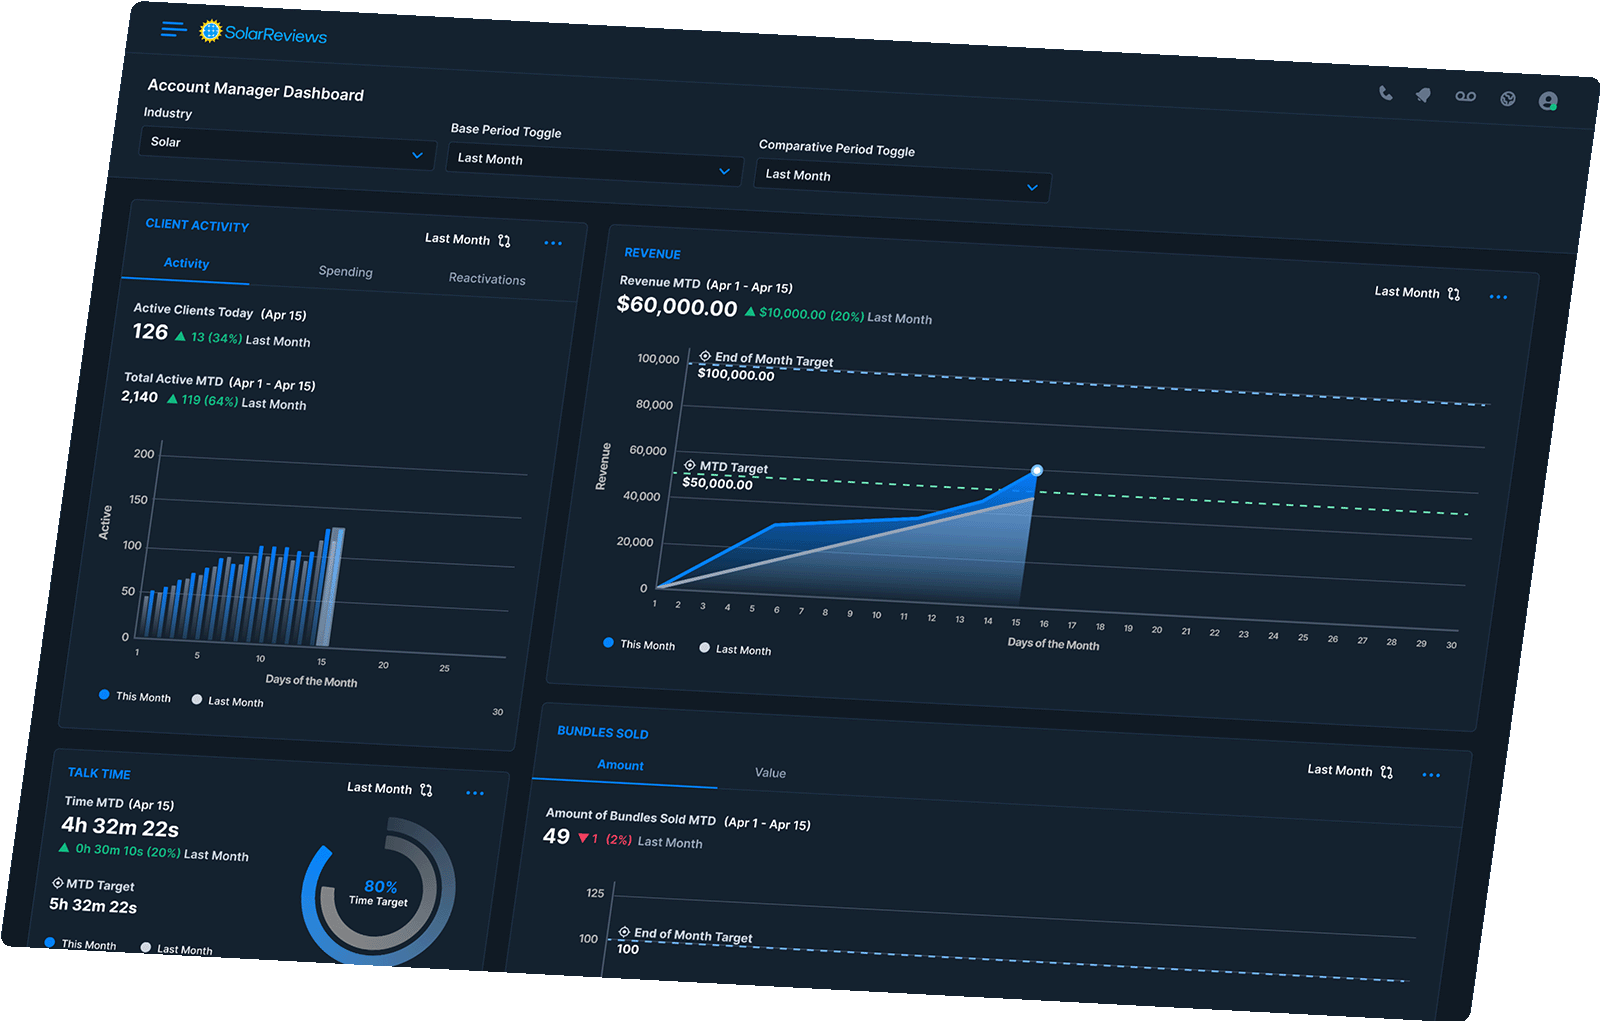 SolarReviews
Account Manager Dashboard
Industry
Solar
Base Period Toggle
Last Month
Comparative Period Toggle
Last Month
CLIENT ACTIVITY
Last Month
Activity
Spending
Reactivations
Active Clients Today (Apr 15)
126 13 (34%) Last Month
Total Active MTD (Apr 1 - Apr 15)
2,140 119 (64%) Last Month
Active
200
150
100
50
0
1 5 10 15 20 25
30
Days of the Month
This Month Last Month
REVENUE
Last Month
Revenue MTD (Apr 1 - Apr 15)
$60,000.00 $10,000.00 (20%) Last Month
Revenue
100,000
80,000
60,000
40,000
20,000
0
End of Month Target
$100,000.00
MTD Target
$50,000.00
1 2 3 4 5 6 7 8 9 10 11 12 13 14 15 16 17 18 19 20 21 22 23 24 25 26 27 28 29 30
Days of the Month
This Month Last Month
TALK TIME
Last Month
Time MTD (Apr 15)
4h 32m 22s
0h 30m 10s (20%) Last Month
MTD Target
5h 32m 22s
80%
Time Target
This Month Last Month
BUNDLES SOLD
Last Month
Amount
Value
Amount of Bundles Sold MTD (Apr 1 - Apr 15)
49 1 (2%) Last Month
125
100
End of Month Target
100